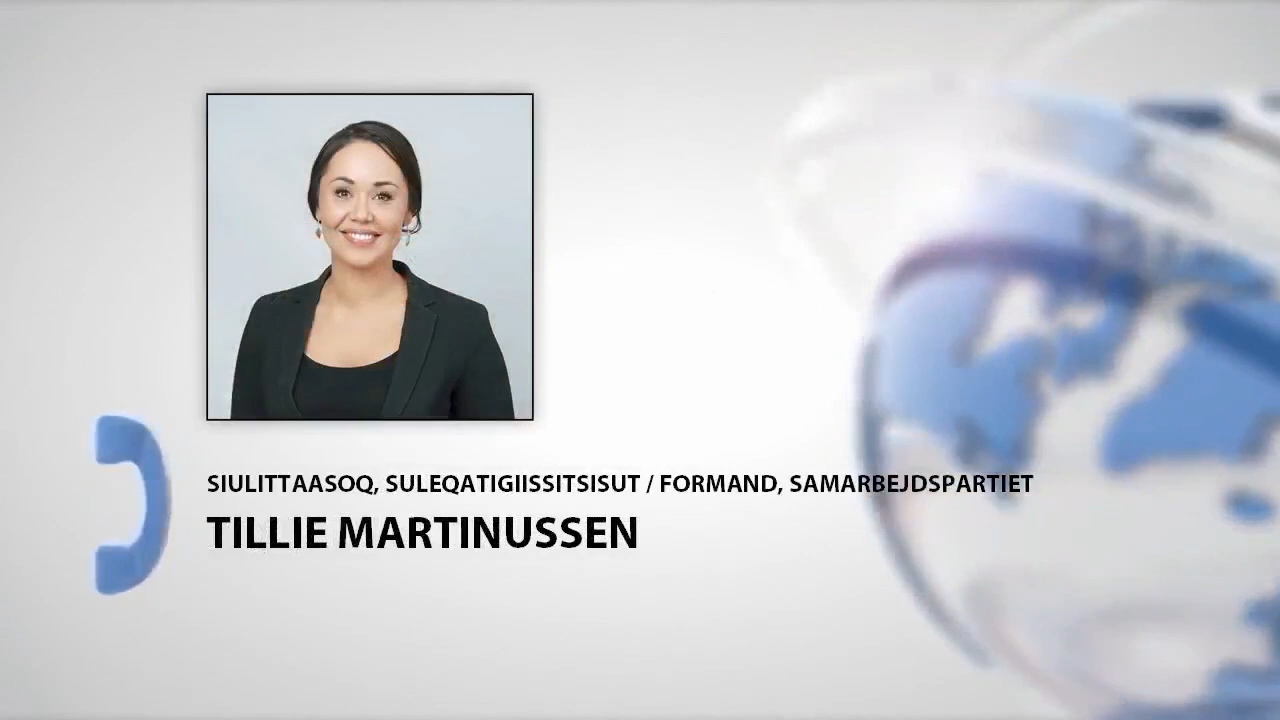 SIULITTAASOQ, SULEQATIGIISSITSISUT / FORMAND, SAMARBEJDSPARTIET
TILLIE MARTINUSSEN